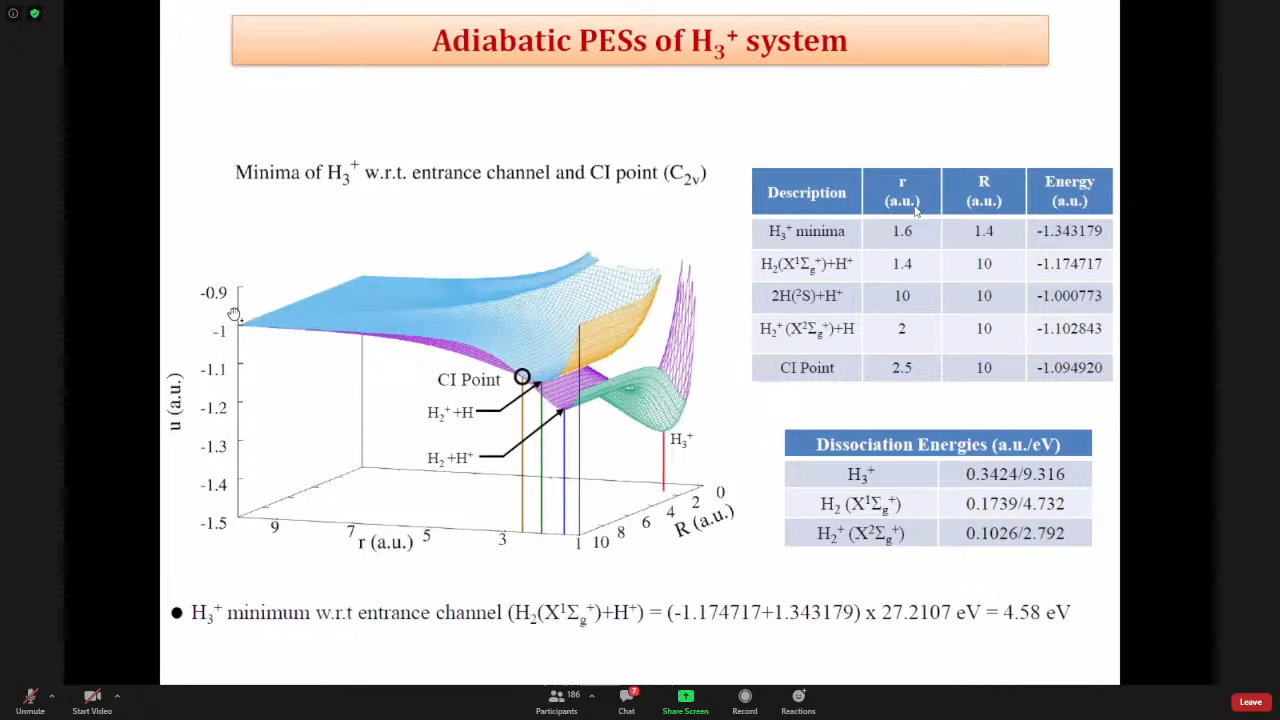 Adiabatic PESs of H₃⁺ system
Minima of H₃⁺ w.r.t. entrance channel and CI point (C₂ᵥ)
-0.9
-1
-1.1
-1.2
-1.3
-1.4
-1.5
u (a.u.)
CI Point
H₂⁺+H
H₂+H⁺
H₃⁺
9
7
5
3
1
r (a.u.)
10
8
6
4
2
0
R (a.u.)
Description r (a.u.) R (a.u.) Energy (a.u.)
H₃⁺ minima 1.6 1.4 -1.343179
H₂(X¹Σg⁺)+H⁺ 1.4 10 -1.174717
2H(²S)+H⁺ 10 10 -1.000773
H₂⁺(X²Σg⁺)+H 2 10 -1.102843
CI Point 2.5 10 -1.094920
Dissociation Energies (a.u./eV)
H₃⁺ 0.3424/9.316
H₂ (X¹Σg⁺) 0.1739/4.732
H₂⁺ (X²Σg⁺) 0.1026/2.792
● H₃⁺ minimum w.r.t entrance channel (H₂(X¹Σg⁺)+H⁺) = (-1.174717+1.343179) x 27.2107 eV = 4.58 eV
Unmute
Start Video
186
Participants
7
Chat
Share Screen
Record
Reactions
Leave